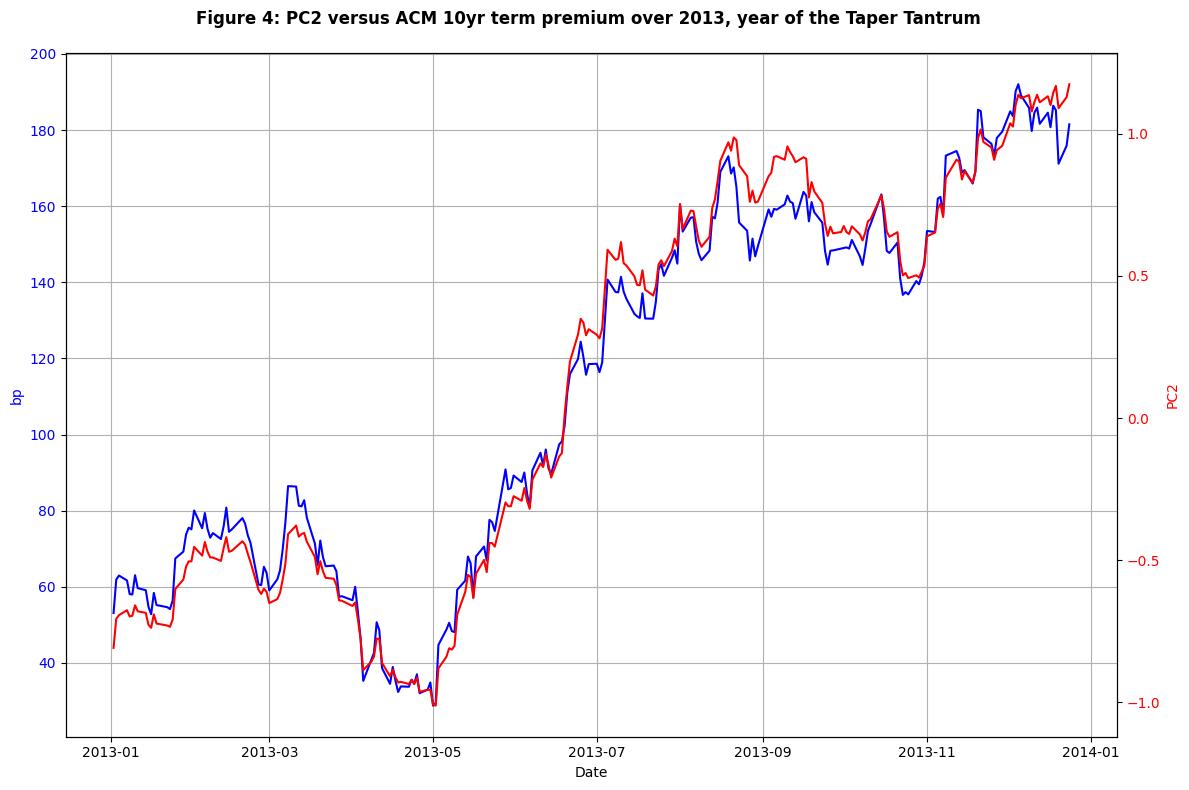 Figure 4: PC2 versus ACM 10yr term premium over 2013, year of the Taper Tantrum
200
180
160
140
120
100
80
60
40
bp
1.0
0.5
0.0
−0.5
−1.0
PC2
2013-01 2013-03 2013-05 2013-07 2013-09 2013-11 2014-01
Date